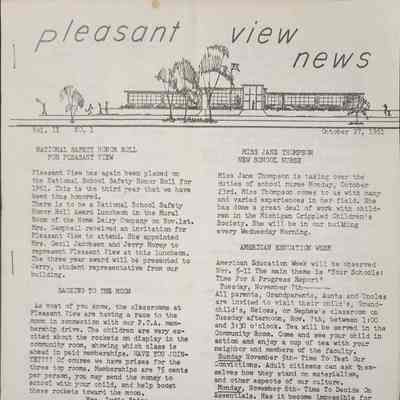 pleasant view
news
Vol. II NO. 1
October 27, 1961
NATIONAL SAFETY HONOR ROLL
FOR PLEASANT VIEW
Pleasant View has again been placed on
the National School Safety Honor Roll for
1961. This is the third year that we have
been thus honored.
There is to be a National School Safety
Honor Roll Award Luncheon in the Mural
Room of the Home Dairy Company on Nov.1st.
Mrs. Campbell received an invitation for
Pleasant View to attend. She appointed
Mrs. Cecil Jacobson and Jerry Moroy to
represent Pleasant View at this luncheon.
The three year award will be presented to
Jerry, student representative from our
building.
RACEING TO THE MOON
As most of you know, the classrooms at
Pleasant View are having a race to the
moon in connection with our P.T.A. mem-
bership drive. The children are very ex-
cited about the rockets on display in the
community room, showing which class is
ahead in paid memberships. HAVE YOU JOIN-
YET??? Of course we have prizes for the
three top rooms. Memberships are 75 cents
per person, you may send the money to
school with your child, and help boost
these rockets toward the moon.
MISS JANE THOMPSON
NEW SCHOOL NURSE
Miss Jane Thompson is taking over the
duties of school nurse Monday, October
23rd. Miss Thompson comes to us with many
and varied experiences in her field. She
has done a great deal of work with child-
ren in the Michigan Crippled Children's
Society. She will be in our building
every Wednesday Morning.
AMERICAN EDUCATION WEEK
American Education Week will be observed
Nov. 5-11 The main theme is "Your Schools:
Time For A Progress Report"
Tuesday, November 7th
All parents, Grandparents, Aunts and Uncles
are invited to visit their child's, Grand-
child's, Neices, or Nephew's classroom on
Tuesday afternoon, Nov. 7th, between 1:00
and 3:30 o'clock. Tea will be served in the
Community Room. Come and see your child in
action and enjoy a cup of tea with your
neighbor and members of the faculty.
Sunday November 5th- Time To Test Our
Convictions. Adult citizens can ask them-
selves how they stand on materialism,
and other aspects of our culture.
Monday, November 6th- Time To Decide On
Essentials. Has it become impossible for